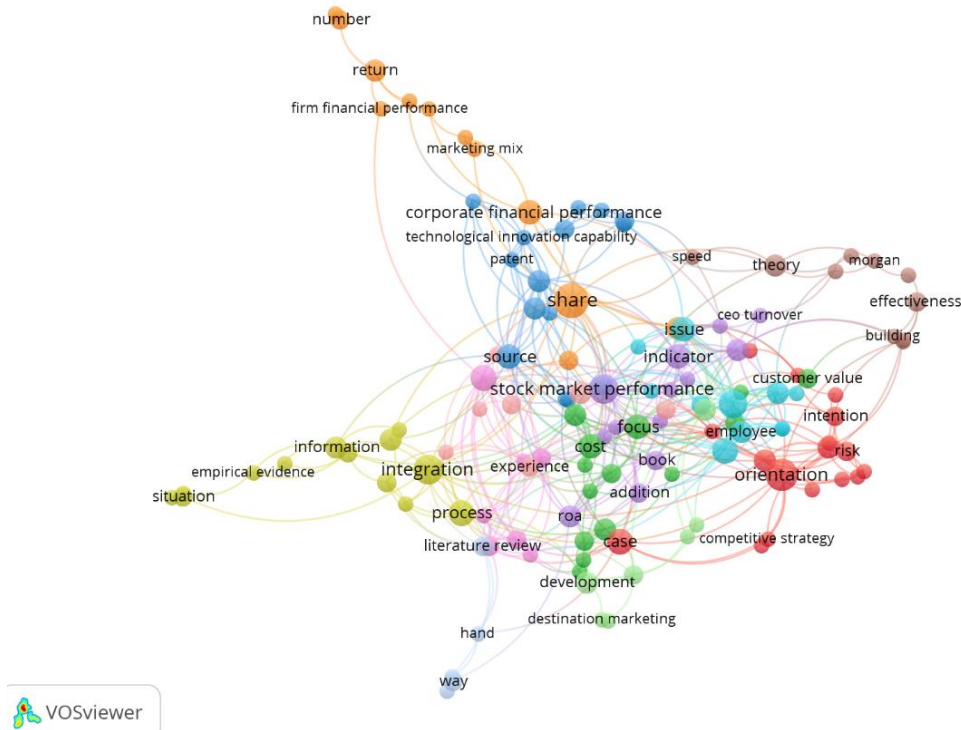 number
return
firm financial performance
marketing mix
corporate financial performance
technological innovation capability
patent
speed
theory
morgan
effectiveness
share
ceo turnover
building
issue
source
indicator
customer value
stock market performance
intention
focus
employee
information
cost
risk
empirical evidence
integration
experience
book
orientation
situation
addition
process
roa
literature review
case
competitive strategy
development
destination marketing
hand
way
VOSviewer